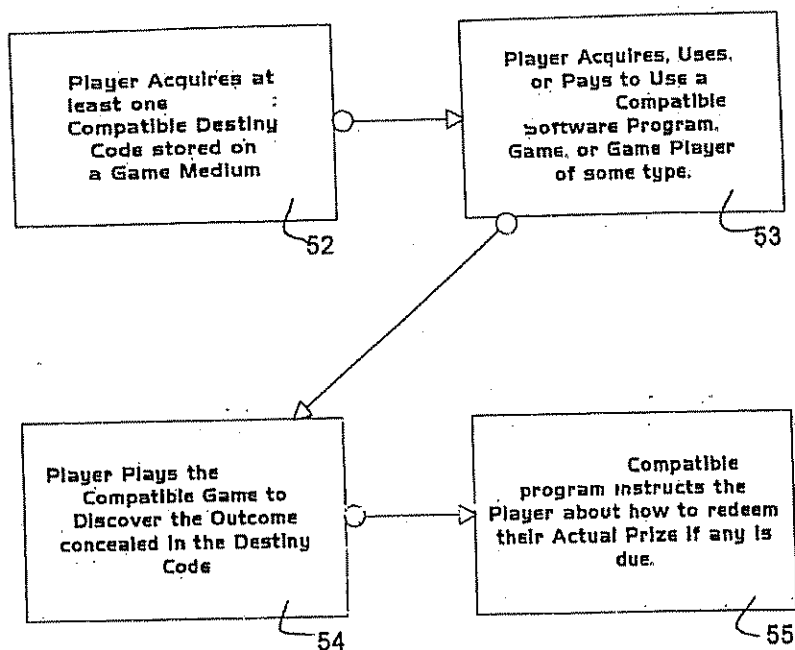 Player Acquires at
least one :
Compatible Destiny
Code stored on
a Game Medium
52
Player Acquires, Uses,
or Pays to Use a
Compatible
Software Program,
Game, or Game Player
of some type.
53
Player Plays the
Compatible Game to
Discover the Outcome
concealed in the Destiny
Code
54
Compatible
program instructs the
Player about how to redeem
their Actual Prize if any is
due.
55